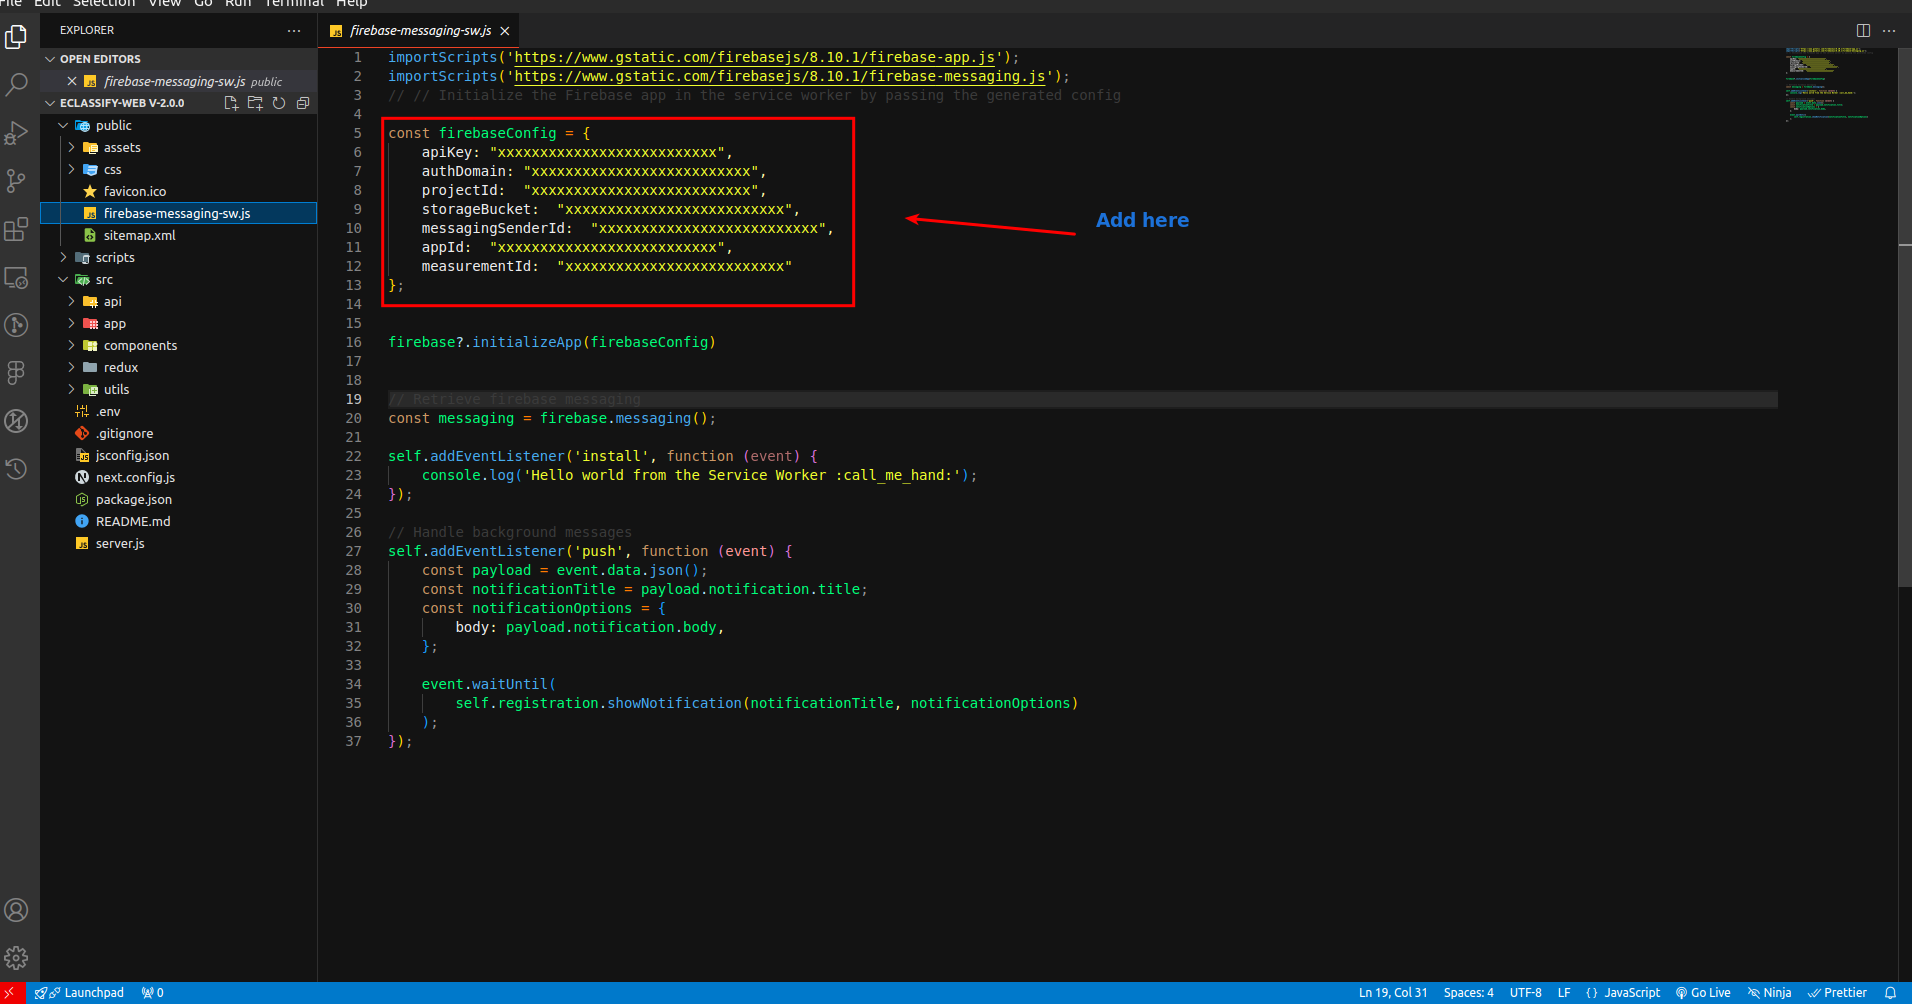 File Edit Selection View Go Run Terminal Help
EXPLORER
OPEN EDITORS
firebase-messaging-sw.js public
ECLASSIFY-WEB V-2.0.0
public
assets
css
favicon.ico
firebase-messaging-sw.js
sitemap.xml
scripts
src
api
app
components
redux
utils
.env
.gitignore
jsconfig.json
next.config.js
package.json
README.md
server.js
firebase-messaging-sw.js
1 importScripts('https://www.gstatic.com/firebasejs/8.10.1/firebase-app.js');
2 importScripts('https://www.gstatic.com/firebasejs/8.10.1/firebase-messaging.js');
3 // // Initialize the Firebase app in the service worker by passing the generated config
4
5 const firebaseConfig = {
6 apiKey: "xxxxxxxxxxxxxxxxxxxxxxxxxx",
7 authDomain: "xxxxxxxxxxxxxxxxxxxxxxxxxx",
8 projectId: "xxxxxxxxxxxxxxxxxxxxxxxxxx",
9 storageBucket: "xxxxxxxxxxxxxxxxxxxxxxxxxx",
10 messagingSenderId: "xxxxxxxxxxxxxxxxxxxxxxxxxx",
11 appId: "xxxxxxxxxxxxxxxxxxxxxxxxxx",
12 measurementId: "xxxxxxxxxxxxxxxxxxxxxxxxxx"
13 };
14
15
16 firebase?.initializeApp(firebaseConfig)
17
18
19 // Retrieve firebase messaging
20 const messaging = firebase.messaging();
21
22 self.addEventListener('install', function (event) {
23 console.log('Hello world from the Service Worker :call_me_hand:');
24 });
25
26 // Handle background messages
27 self.addEventListener('push', function (event) {
28 const payload = event.data.json();
29 const notificationTitle = payload.notification.title;
30 const notificationOptions = {
31 body: payload.notification.body,
32 };
33
34 event.waitUntil(
35 self.registration.showNotification(notificationTitle, notificationOptions)
36 );
37 });
Add here
Launchpad 0
Ln 19, Col 31 Spaces: 4 UTF-8 LF {} JavaScript Go Live Ninja Prettier